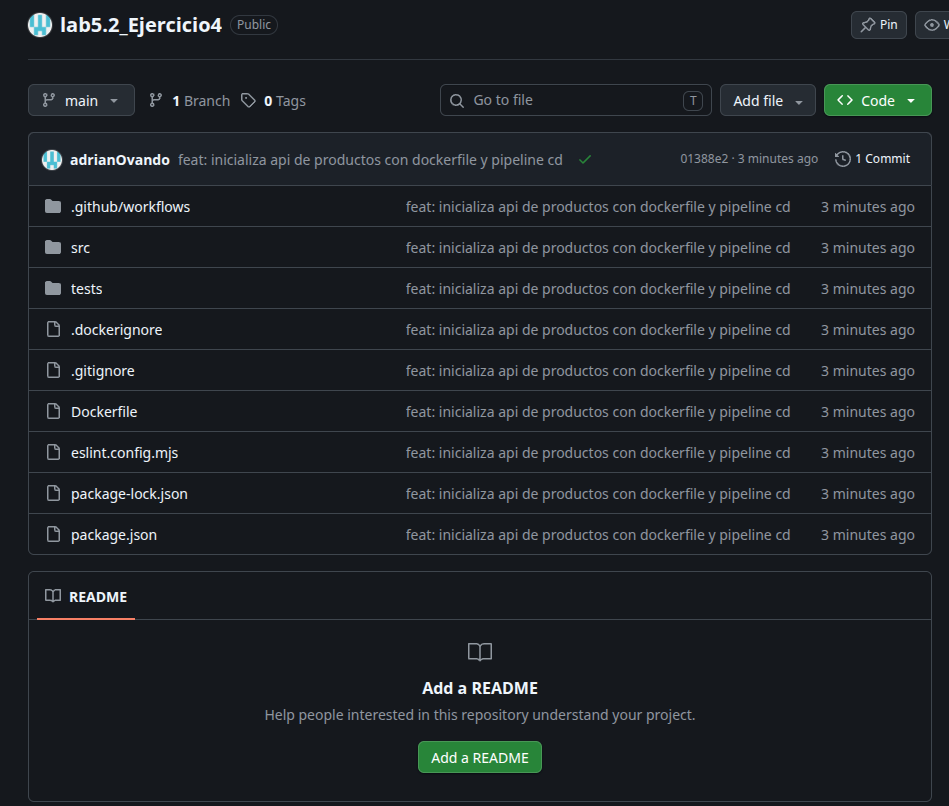 lab5.2_Ejercicio4 Public Pin W
main 1 Branch 0 Tags Go to file T Add file Code
adrianOvando feat: inicializa api de productos con dockerfile y pipeline cd 01388e2 · 3 minutes ago 1 Commit
.github/workflows feat: inicializa api de productos con dockerfile y pipeline cd 3 minutes ago
src feat: inicializa api de productos con dockerfile y pipeline cd 3 minutes ago
tests feat: inicializa api de productos con dockerfile y pipeline cd 3 minutes ago
.dockerignore feat: inicializa api de productos con dockerfile y pipeline cd 3 minutes ago
.gitignore feat: inicializa api de productos con dockerfile y pipeline cd 3 minutes ago
Dockerfile feat: inicializa api de productos con dockerfile y pipeline cd 3 minutes ago
eslint.config.mjs feat: inicializa api de productos con dockerfile y pipeline cd 3 minutes ago
package-lock.json feat: inicializa api de productos con dockerfile y pipeline cd 3 minutes ago
package.json feat: inicializa api de productos con dockerfile y pipeline cd 3 minutes ago
README
Add a README
Help people interested in this repository understand your project.
Add a README